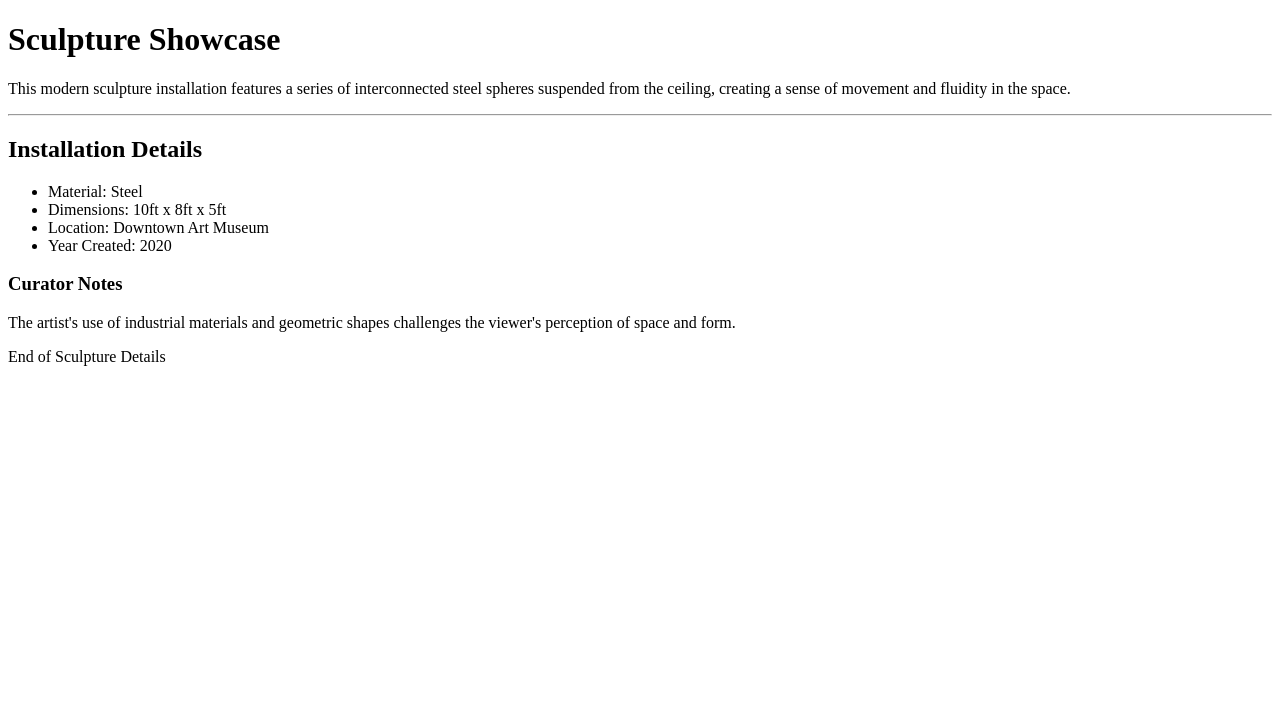 Sculpture Showcase
This modern sculpture installation features a series of interconnected steel spheres suspended from the ceiling, creating a sense of movement and fluidity in the space.
Installation Details
Material: Steel
Dimensions: 10ft x 8ft x 5ft
Location: Downtown Art Museum
Year Created: 2020
Curator Notes
The artist's use of industrial materials and geometric shapes challenges the viewer's perception of space and form.
End of Sculpture Details